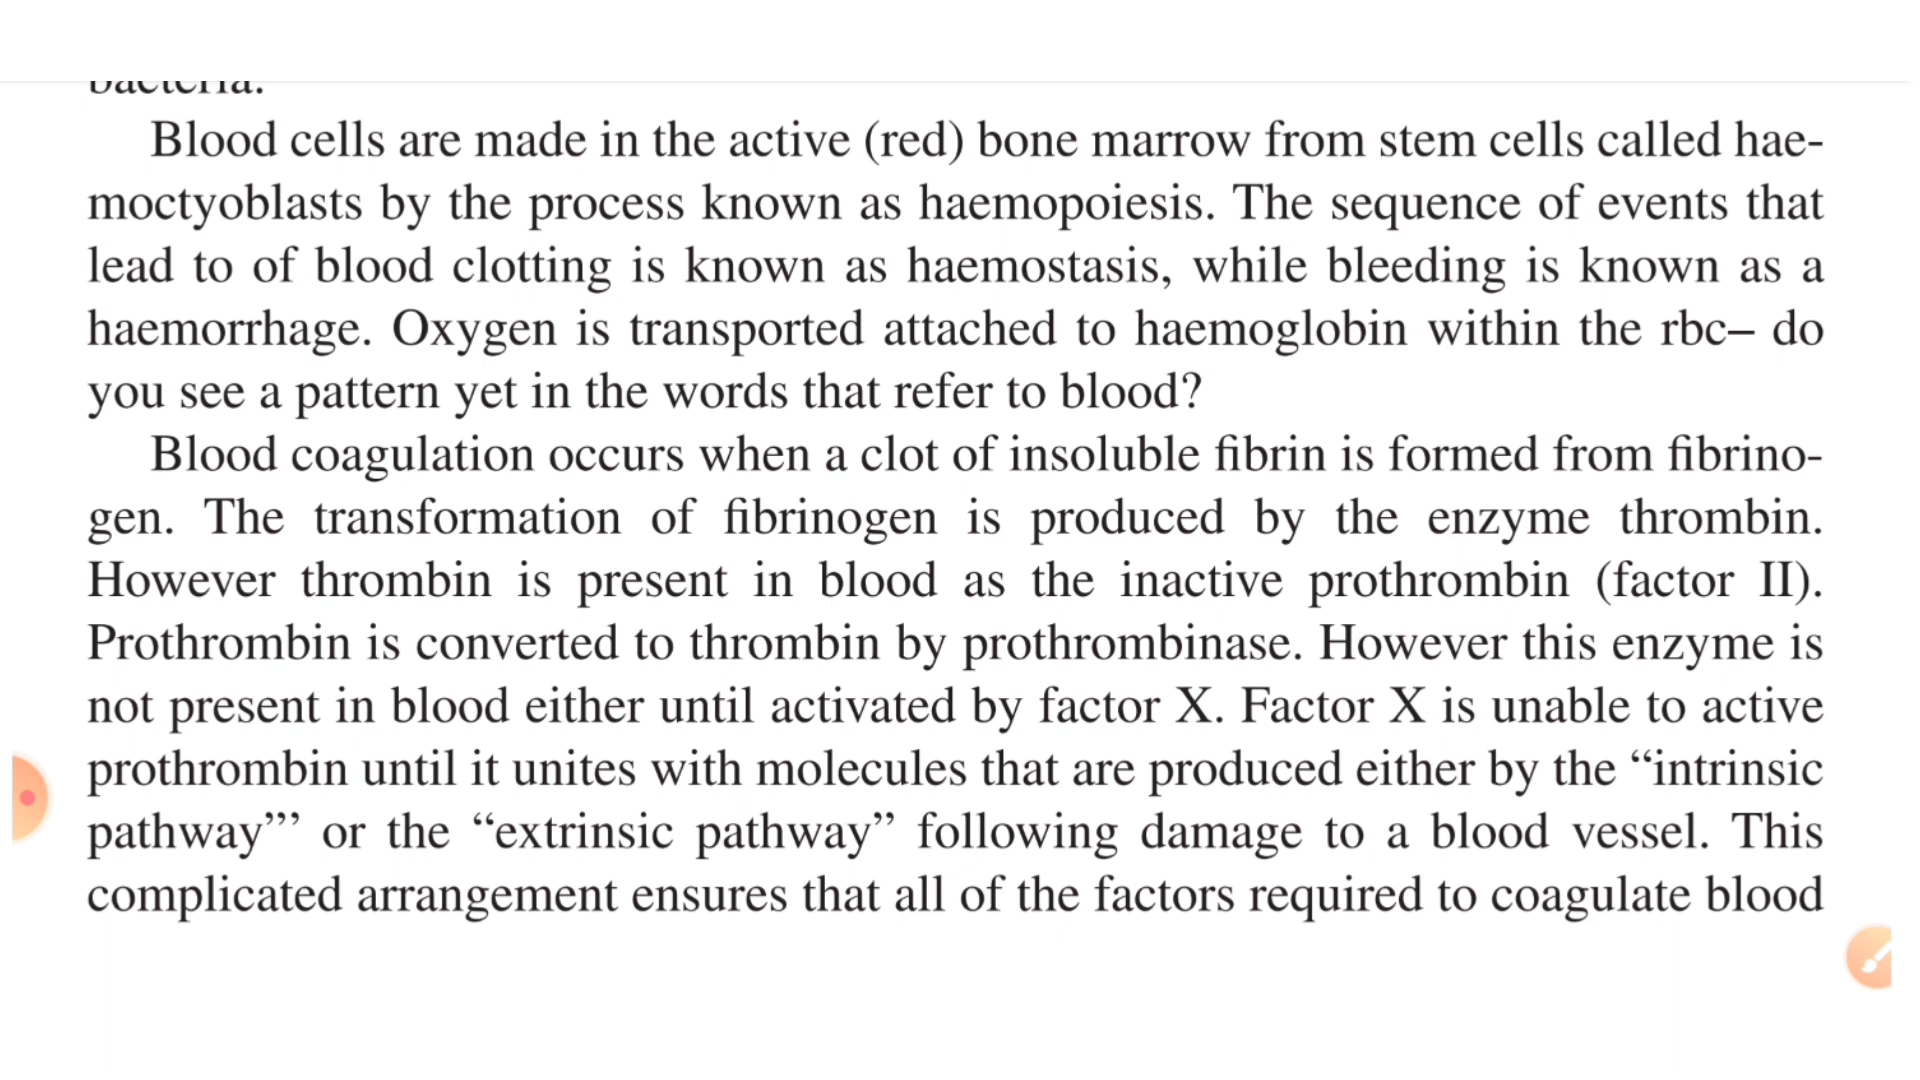 bacteria.
Blood cells are made in the active (red) bone marrow from stem cells called hae-
moctyoblasts by the process known as haemopoiesis. The sequence of events that
lead to of blood clotting is known as haemostasis, while bleeding is known as a
haemorrhage. Oxygen is transported attached to haemoglobin within the rbc– do
you see a pattern yet in the words that refer to blood?
Blood coagulation occurs when a clot of insoluble fibrin is formed from fibrino-
gen. The transformation of fibrinogen is produced by the enzyme thrombin.
However thrombin is present in blood as the inactive prothrombin (factor II).
Prothrombin is converted to thrombin by prothrombinase. However this enzyme is
not present in blood either until activated by factor X. Factor X is unable to active
prothrombin until it unites with molecules that are produced either by the “intrinsic
pathway”’ or the “extrinsic pathway” following damage to a blood vessel. This
complicated arrangement ensures that all of the factors required to coagulate blood